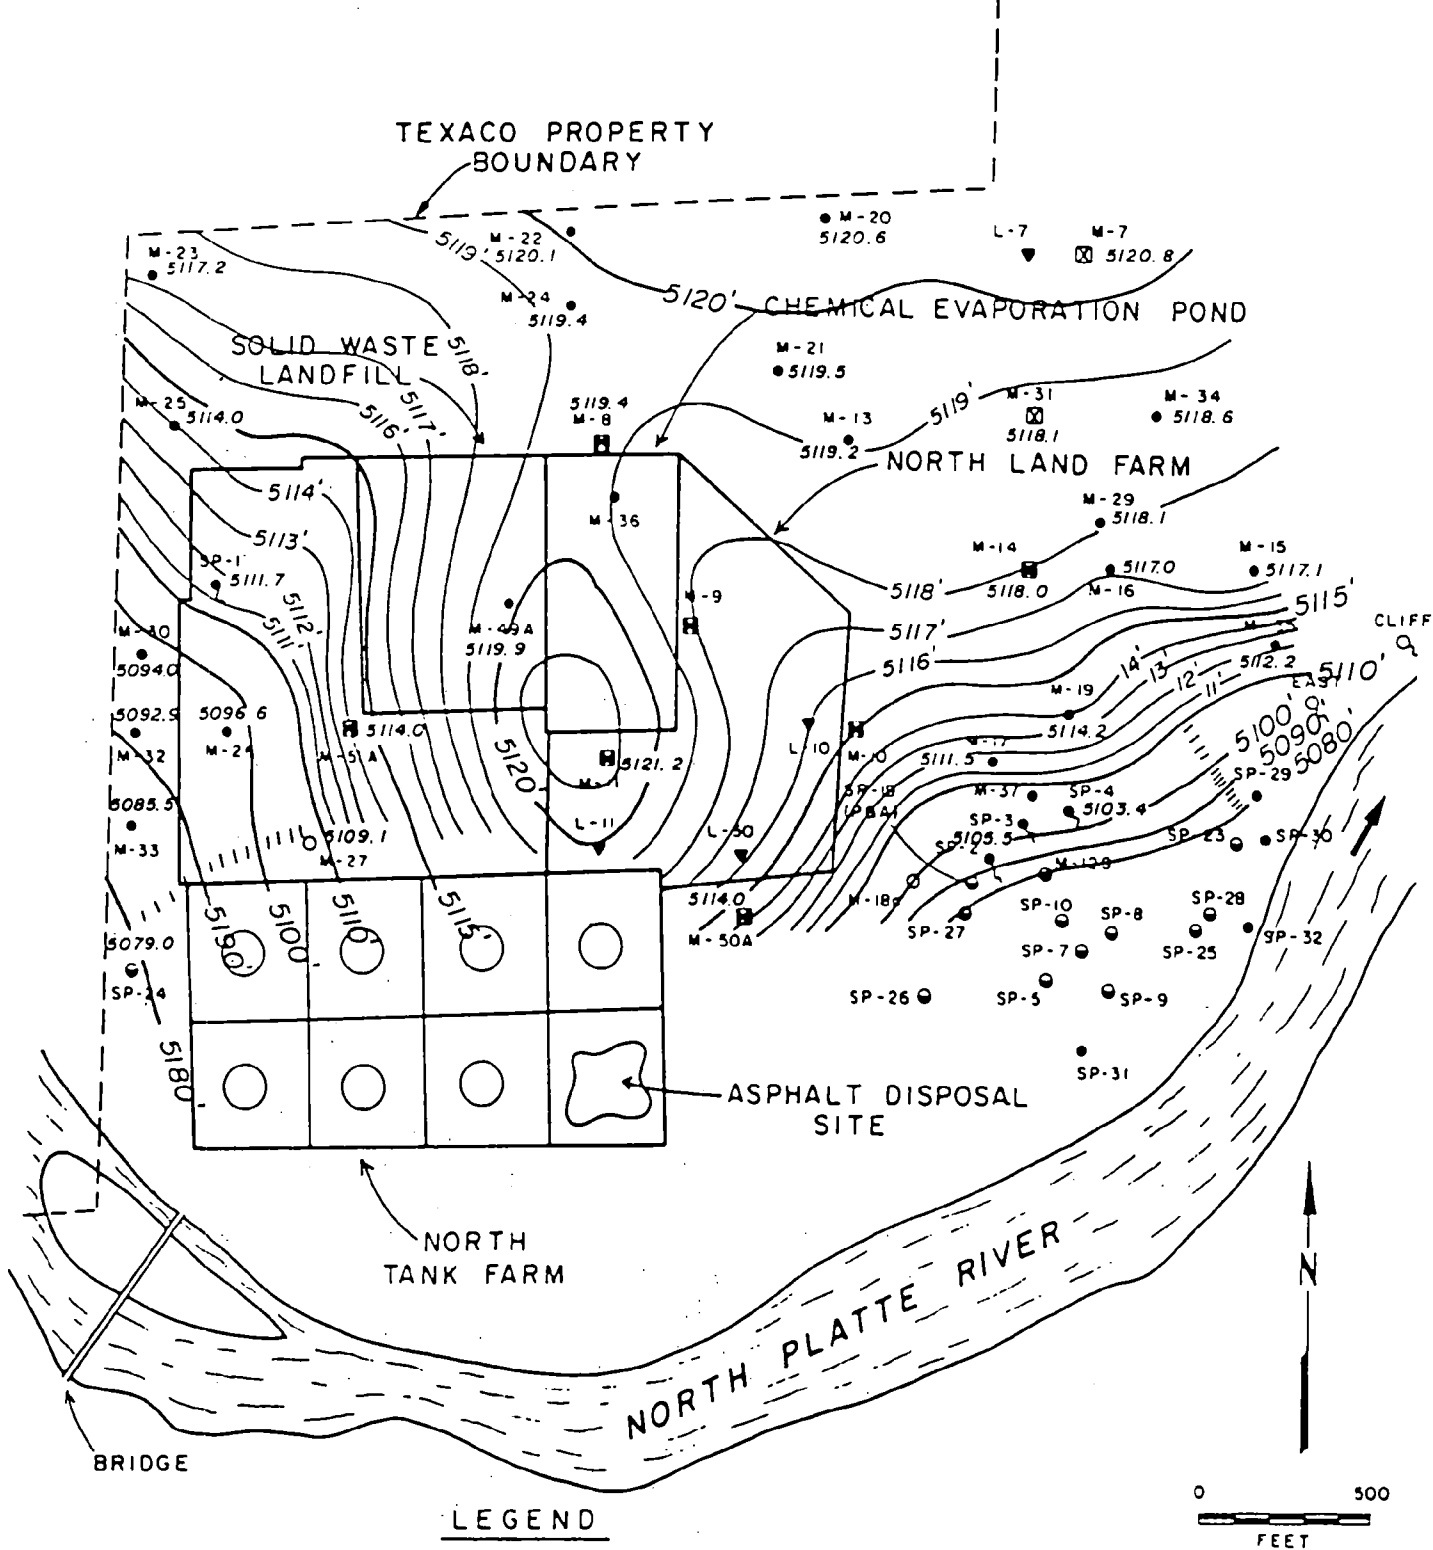 TEXACO PROPERTY
BOUNDARY
M-20
5120.6
L-7
M-7
5120.8
M-23
5117.2
5119'
M-22
5120.1
M-24
5119.4
5120'
CHEMICAL EVAPORATION POND
SOLID WASTE
LANDFILL
5118'
M-21
5119.5
M-25
5114.0
5116'
5117'
5119.4
M-8
M-13
5119.2
5119'
M-31
5118.1
M-34
5118.6
NORTH LAND FARM
5114'
M-36
M-29
5118.1
5113'
M-14
5118.0
5117.0
M-16
M-15
5117.1
SP-1
5111.7
5112'
5111'
M-9
5118'
5115'
M-30
5094.0
M-49A
5119.9
5117'
5116'
CLIFF
5112.2
14'
13'
12'
11'
5110'
EAST
5092.9
M-32
5096.6
5114.0
M-19
5114.2
5100'
5090'
5080'
L-10
M-10
M-17
5111.5
5120'
5121.2
M-11
SP-29
5085.5
M-33
5109.1
M-27
L-11
L-50
SP-18
M-37
SP-4
5103.4
SP-3
5105.5
SP-2
SP-23
SP-30
5079.0
SP-24
5190'
5100'
5110'
5115'
5114.0
M-50A
SP-27
SP-10
SP-8
SP-28
SP-7
SP-25
SP-32
SP-26
SP-5
SP-9
5180'
SP-31
ASPHALT DISPOSAL
SITE
NORTH
TANK FARM
N
NORTH PLATTE RIVER
BRIDGE
LEGEND
0 500
FEET